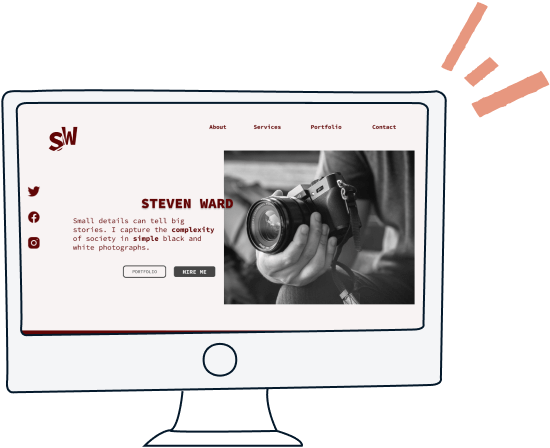 SW
About Services Portfolio Contact
STEVEN WARD
Small details can tell big
stories. I capture the complexity
of society in simple black and
white photographs.
PORTFOLIO HIRE ME